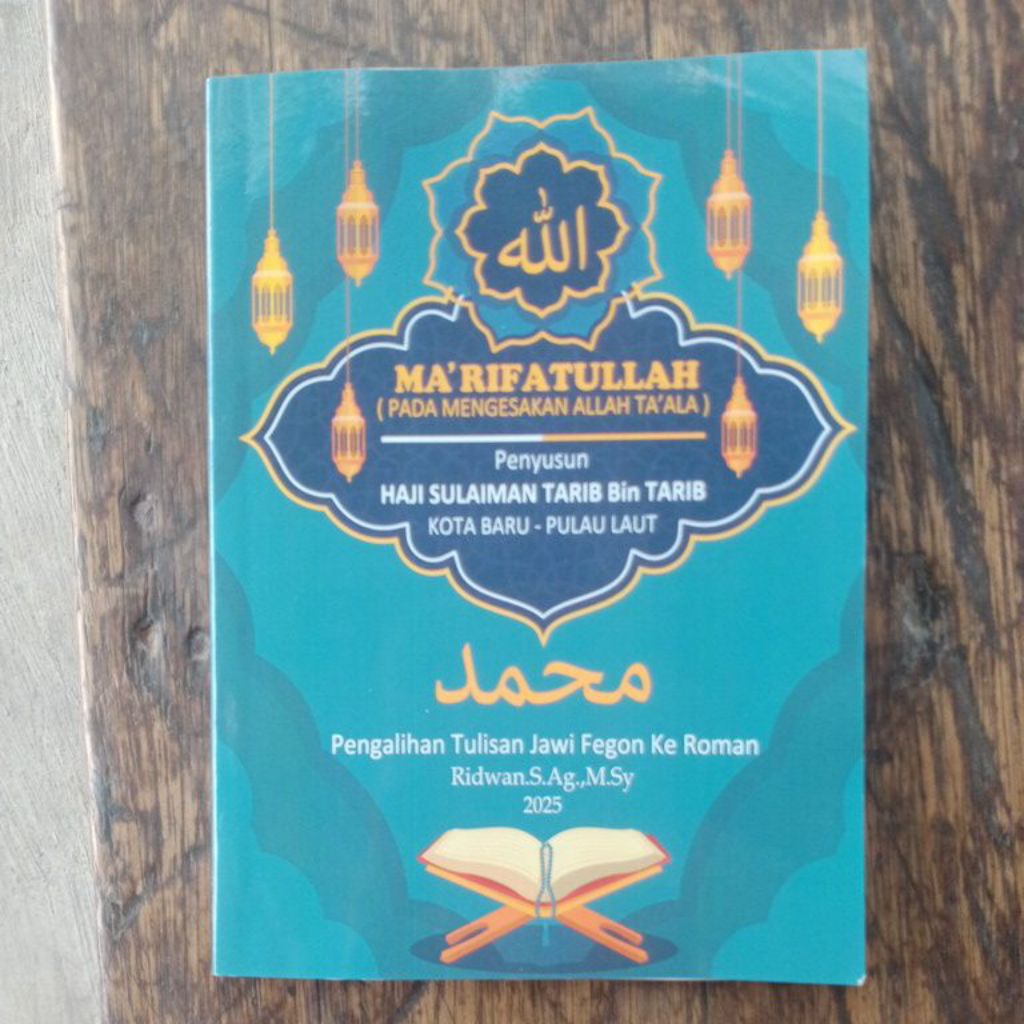 الله
MA'RIFATULLAH
( PADA MENGESAKAN ALLAH TA'ALA )
Penyusun
HAJI SULAIMAN TARIB Bin TARIB
KOTA BARU - PULAU LAUT
محمد
Pengalihan Tulisan Jawi Fegon Ke Roman
Ridwan.S.Ag.,M.Sy
2025